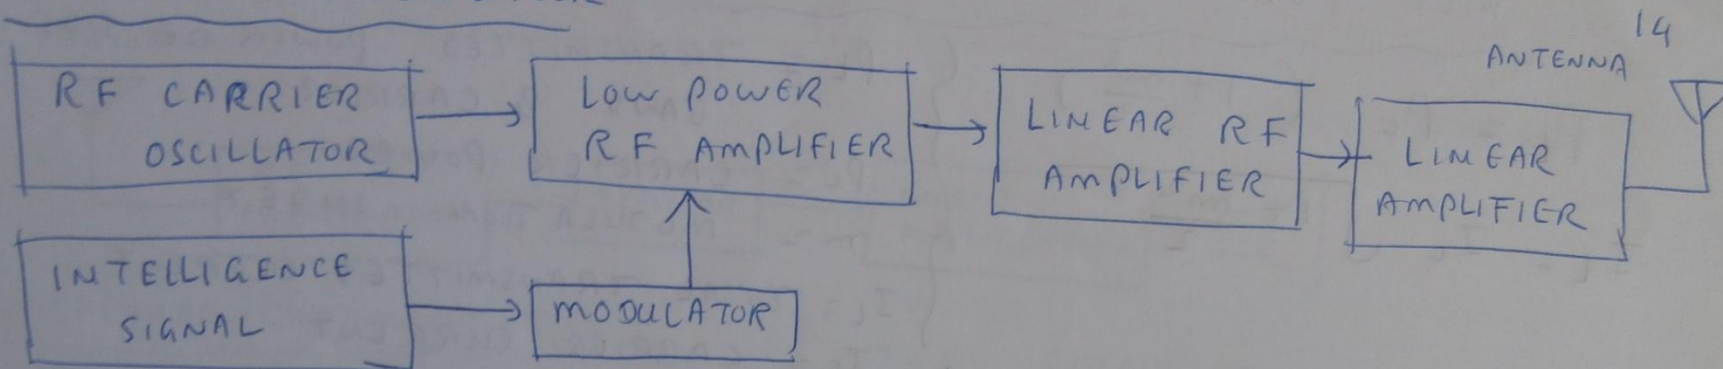 14
ANTENNA
RF CARRIER
OSCILLATOR
LOW POWER
RF AMPLIFIER
LINEAR RF
AMPLIFIER
LINEAR
AMPLIFIER
INTELLIGENCE
SIGNAL
MODULATOR